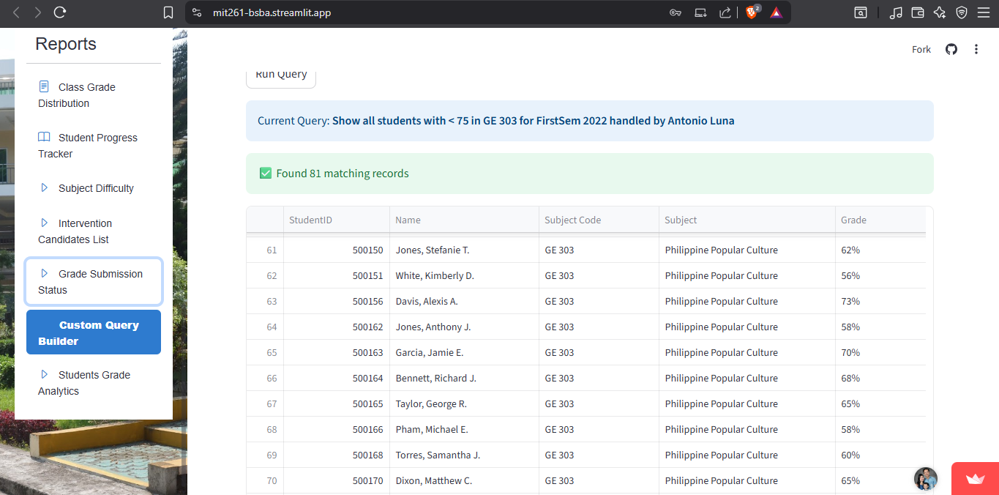 mit261-bsba.streamlit.app
2
Reports
Class Grade
Distribution
Student Progress
Tracker
Subject Difficulty
Intervention
Candidates List
Grade Submission
Status
Custom Query
Builder
Students Grade
Analytics
Fork
Run Query
Current Query: Show all students with < 75 in GE 303 for FirstSem 2022 handled by Antonio Luna
Found 81 matching records
StudentID Name Subject Code Subject Grade
61 500150 Jones, Stefanie T. GE 303 Philippine Popular Culture 62%
62 500151 White, Kimberly D. GE 303 Philippine Popular Culture 56%
63 500156 Davis, Alexis A. GE 303 Philippine Popular Culture 73%
64 500162 Jones, Anthony J. GE 303 Philippine Popular Culture 58%
65 500163 Garcia, Jamie E. GE 303 Philippine Popular Culture 70%
66 500164 Bennett, Richard J. GE 303 Philippine Popular Culture 68%
67 500165 Taylor, George R. GE 303 Philippine Popular Culture 65%
68 500166 Pham, Michael E. GE 303 Philippine Popular Culture 58%
69 500168 Torres, Samantha J. GE 303 Philippine Popular Culture 60%
70 500170 Dixon, Matthew C. GE 303 Philippine Popular Culture 65%